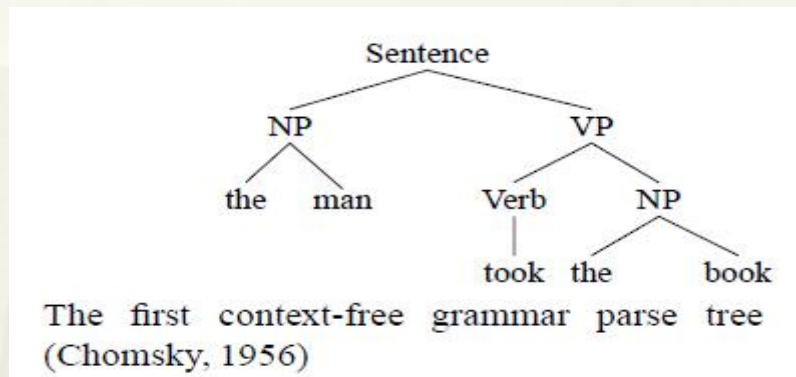 Sentence
NP VP
the man Verb NP
took the book
The first context-free grammar parse tree
(Chomsky, 1956)